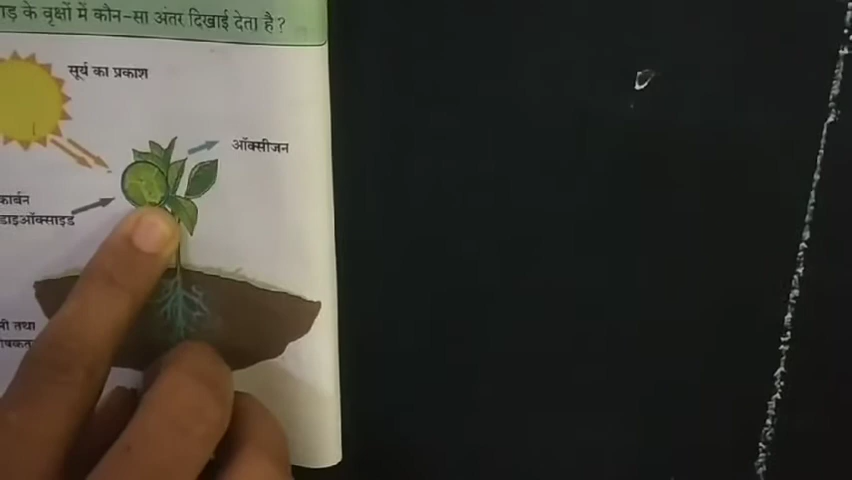 के वृक्षों में कौन-सा अंतर दिखाई देता है?
सूर्य का प्रकाश
ऑक्सीजन
कार्बन
डाइऑक्साइड
तथा